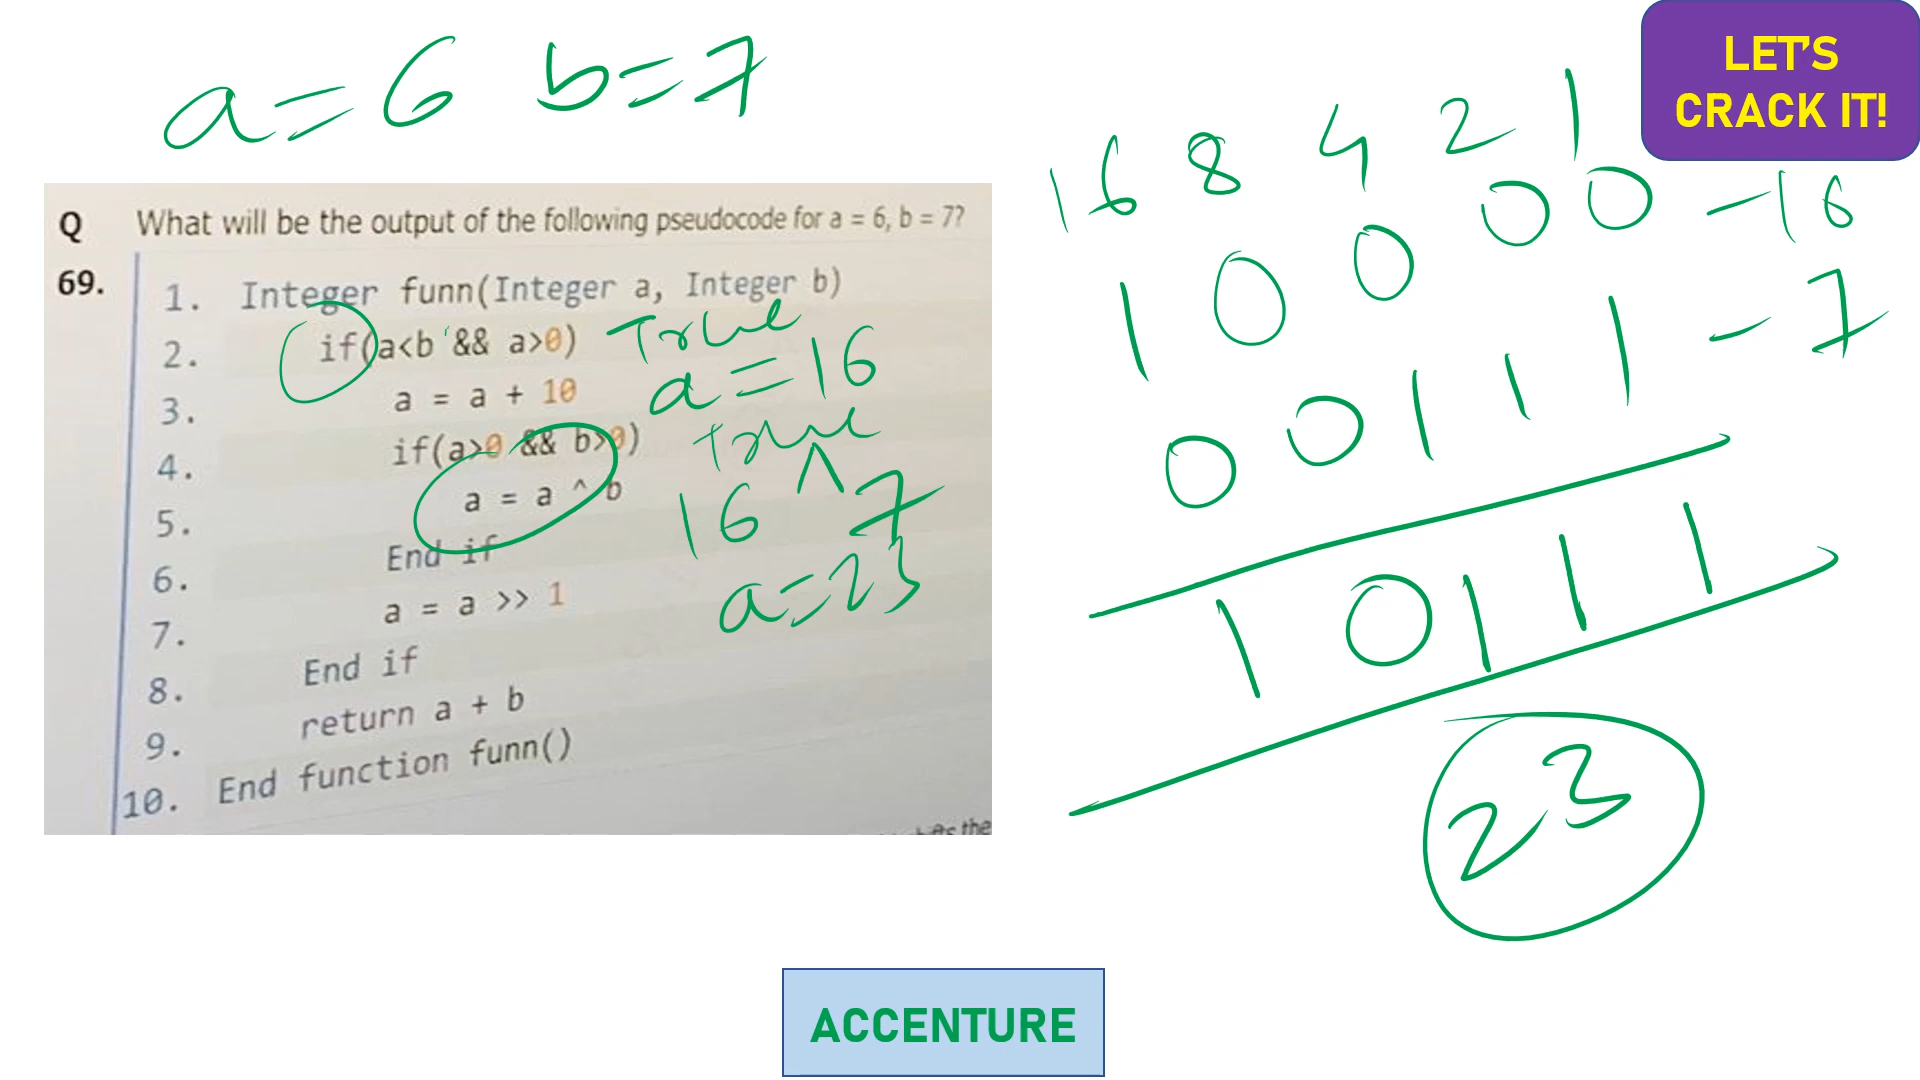 a=6 b=7
LET'S
CRACK IT!
Q What will be the output of the following pseudocode for a = 6, b = 7?
69.
1. Integer funn(Integer a, Integer b)
2. if(a<b && a>0) True
3. a = a + 10 a=16
4. if(a>0 && b>0) True
5. a = a ^ b 16 ^ 7
6. End if a=23
7. a = a >> 1
8. End if
9. return a + b
10. End function funn()
the
16 8 4 2 1
1 0 0 0 0 -16
0 0 1 1 1 - 7
1 0 1 1 1
23
ACCENTURE